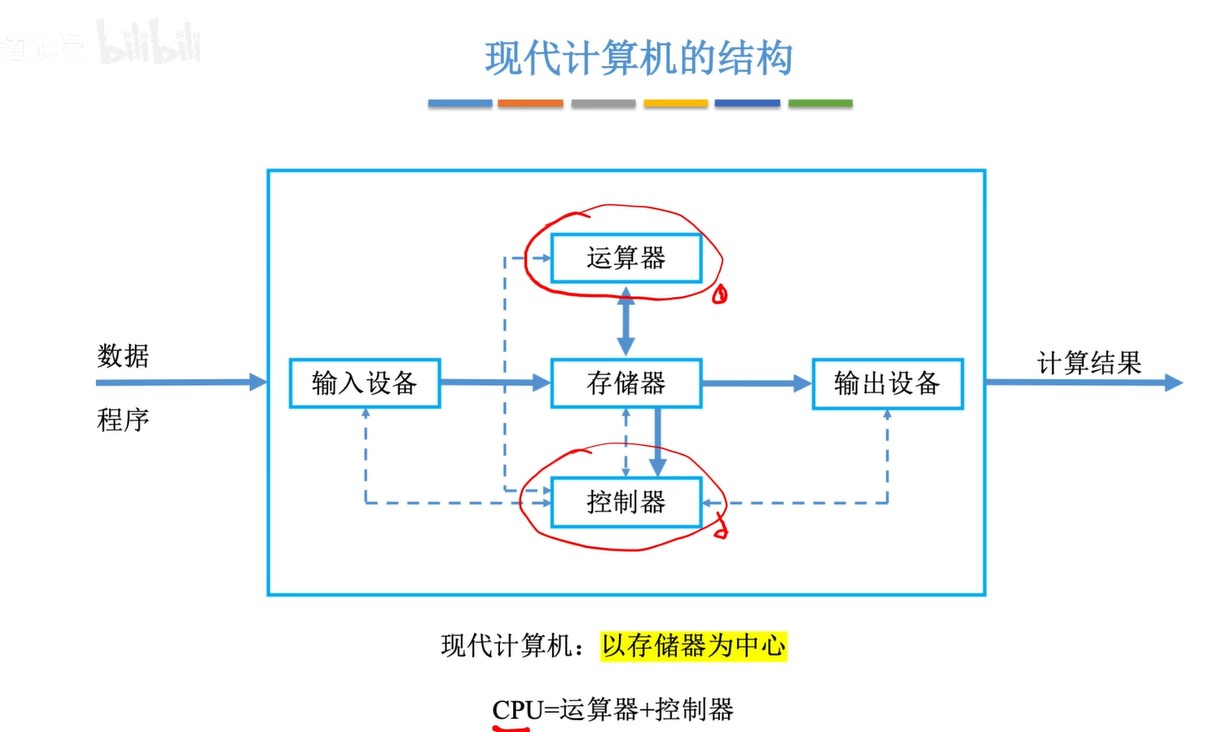 bilibili
现代计算机的结构
运算器
数据
输入设备
存储器
输出设备
计算结果
程序
控制器
现代计算机：以存储器为中心
CPU=运算器+控制器